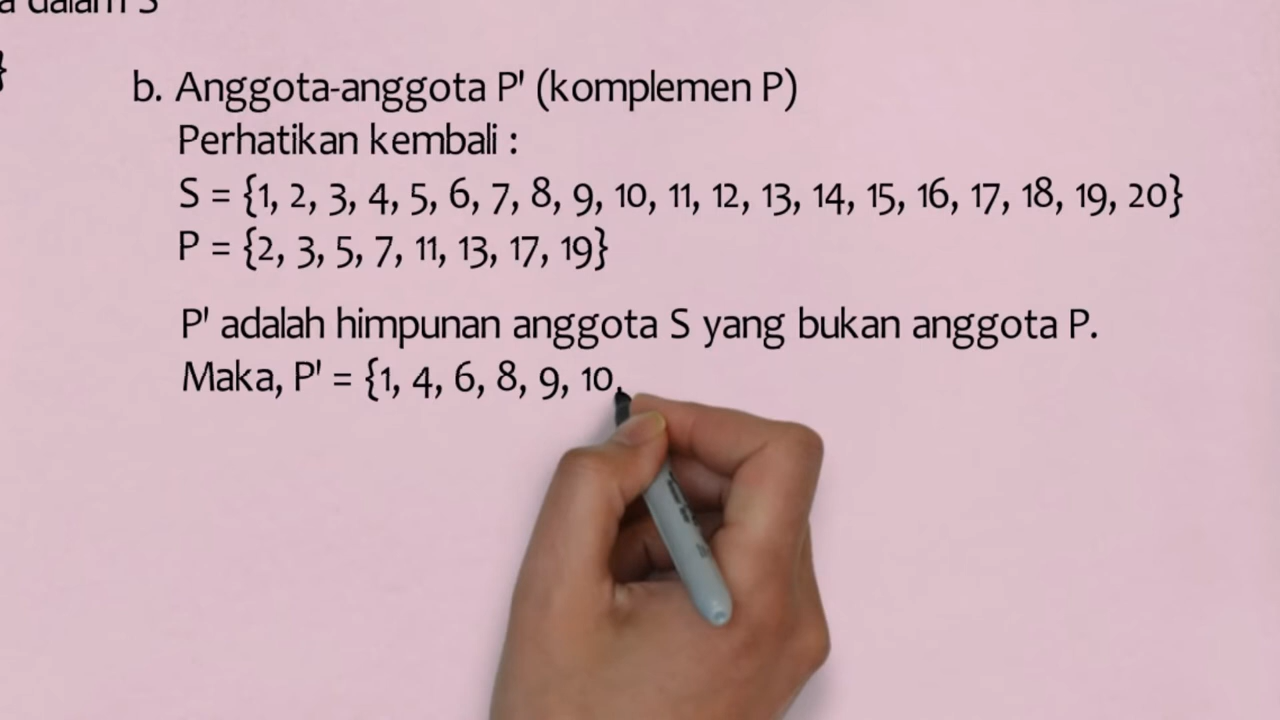 a dalam S
}
b. Anggota-anggota P' (komplemen P)
Perhatikan kembali :
S = {1, 2, 3, 4, 5, 6, 7, 8, 9, 10, 11, 12, 13, 14, 15, 16, 17, 18, 19, 20}
P = {2, 3, 5, 7, 11, 13, 17, 19}
P' adalah himpunan anggota S yang bukan anggota P.
Maka, P' = {1, 4, 6, 8, 9, 10,